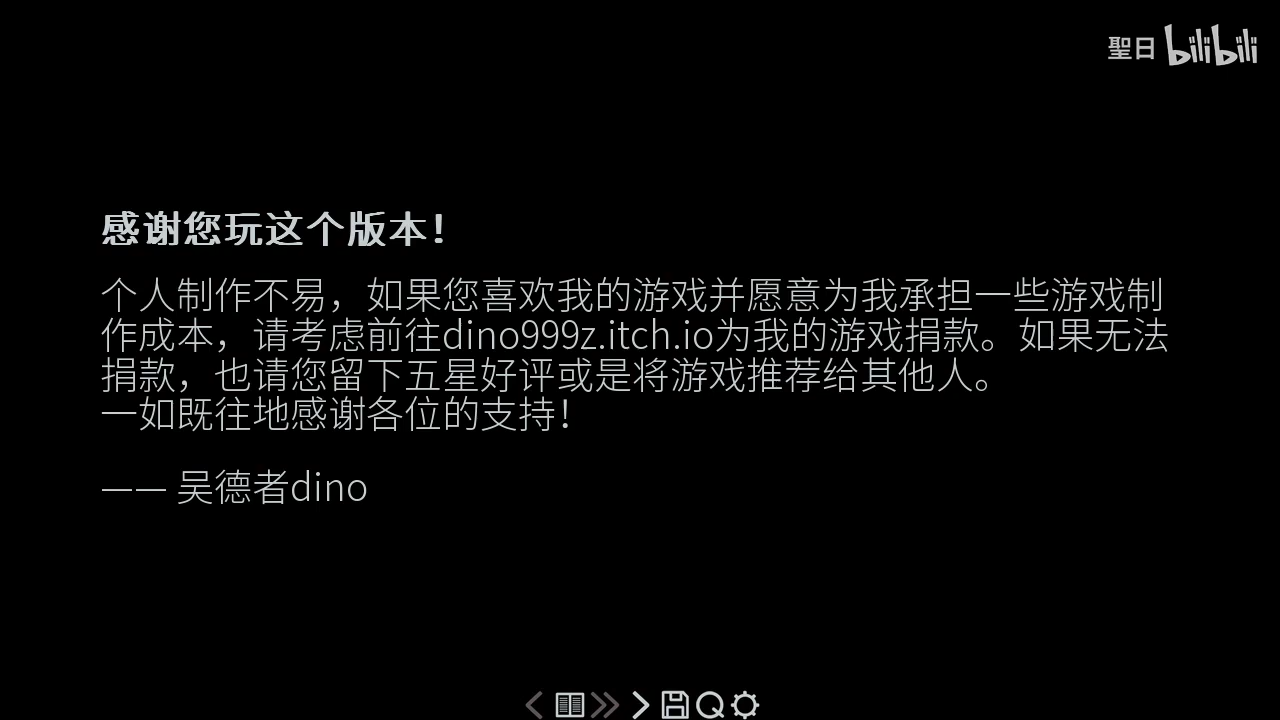 聖日 bilibili
感谢您玩这个版本！
个人制作不易，如果您喜欢我的游戏并愿意为我承担一些游戏制
作成本，请考虑前往dino999z.itch.io为我的游戏捐款。如果无法
捐款，也请您留下五星好评或是将游戏推荐给其他人。
一如既往地感谢各位的支持！
—— 吴德者dino